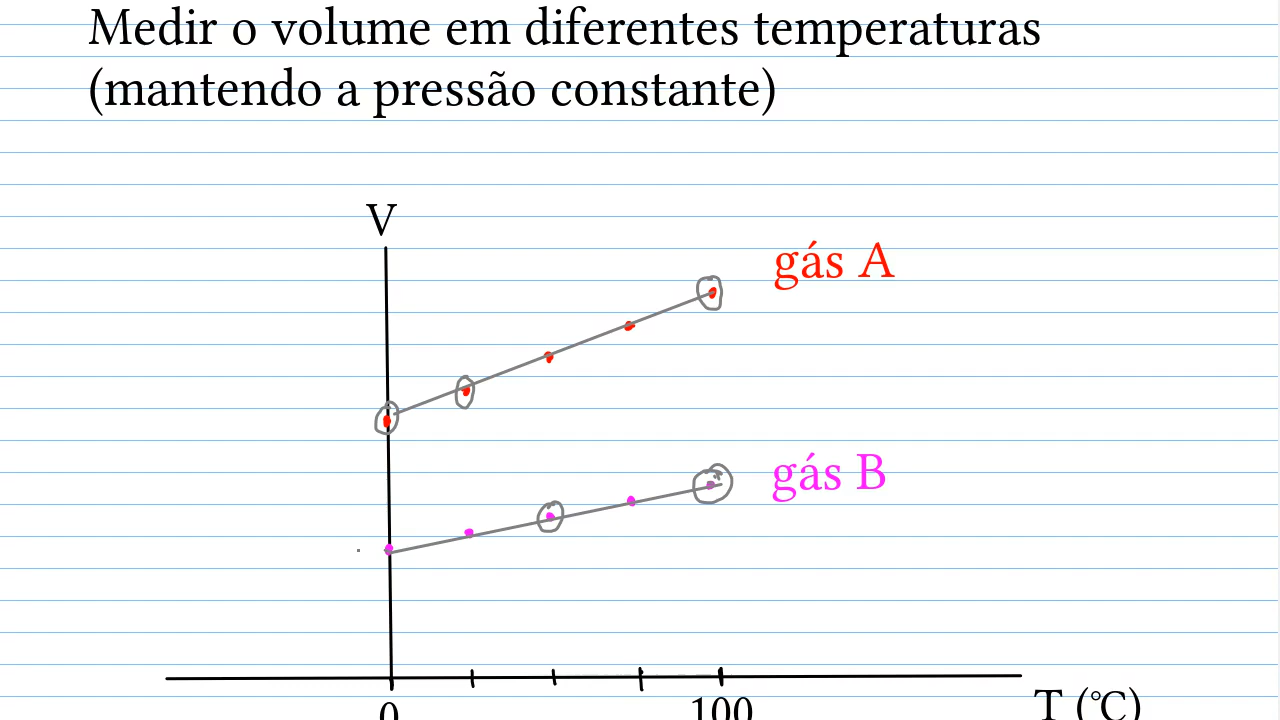 Medir o volume em diferentes temperaturas
(mantendo a pressão constante)
V
gás A
gás B
0
100
T (°C)